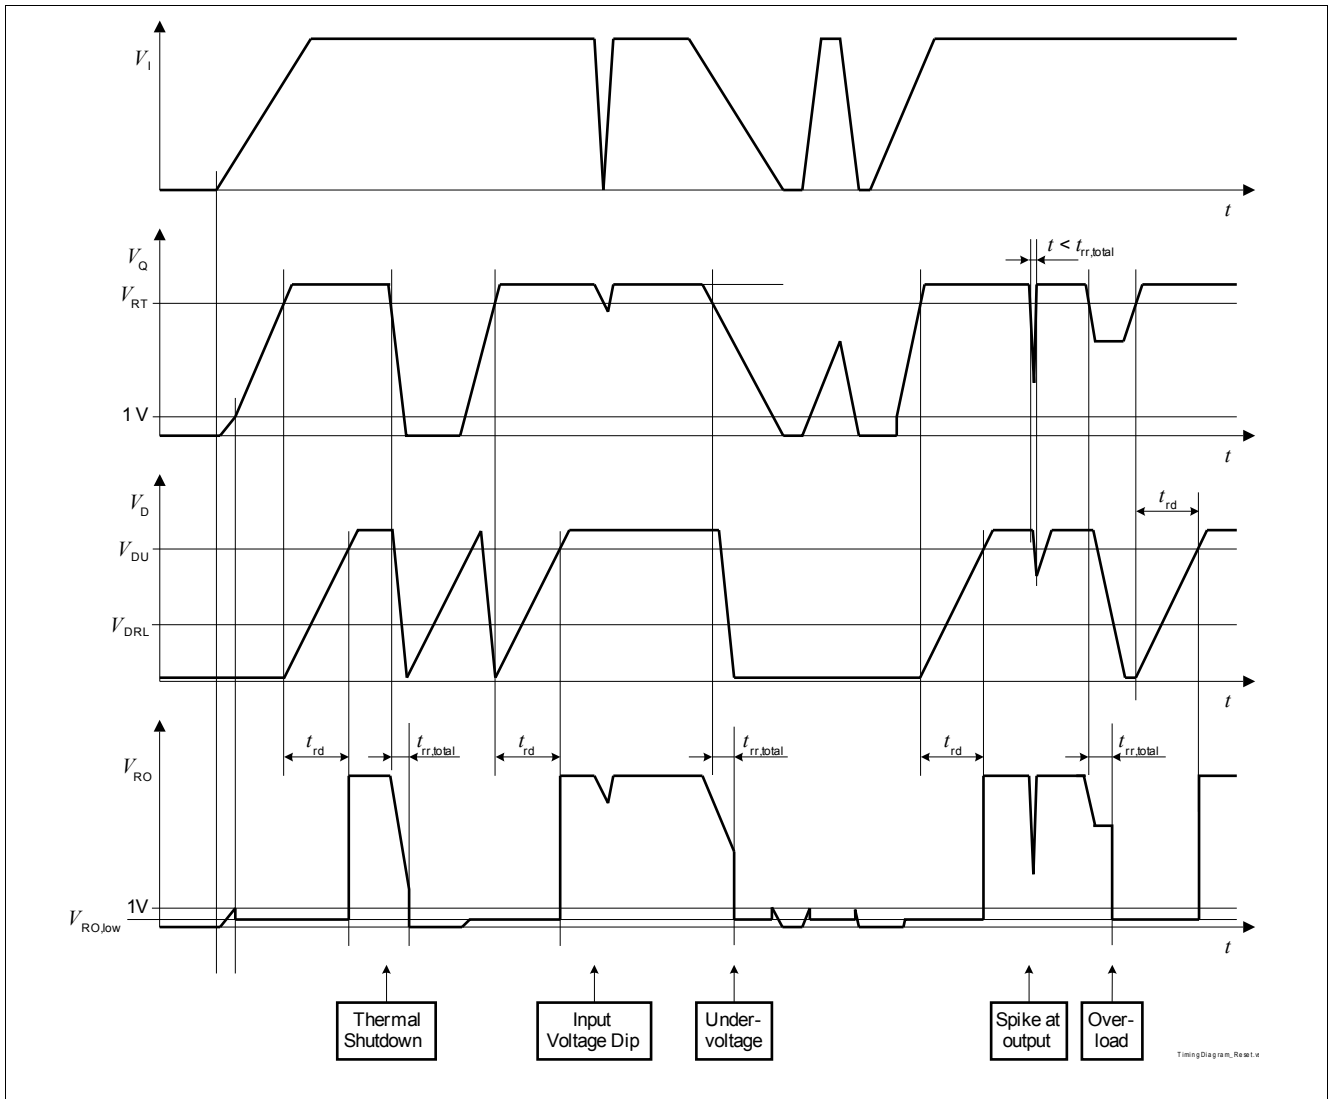 V_I
t
V_Q
t < t_rr,total
V_RT
1 V
t
V_D
t_rd
V_DU
V_DRL
t
t_rd
t_rr,total
t_rd
t_rr,total
t_rd
t_rr,total
V_RO
1V
V_RO,low
t
Thermal
Shutdown
Input
Voltage Dip
Under-
voltage
Spike at
output
Over-
load
TimingDiagram_Reset.vs